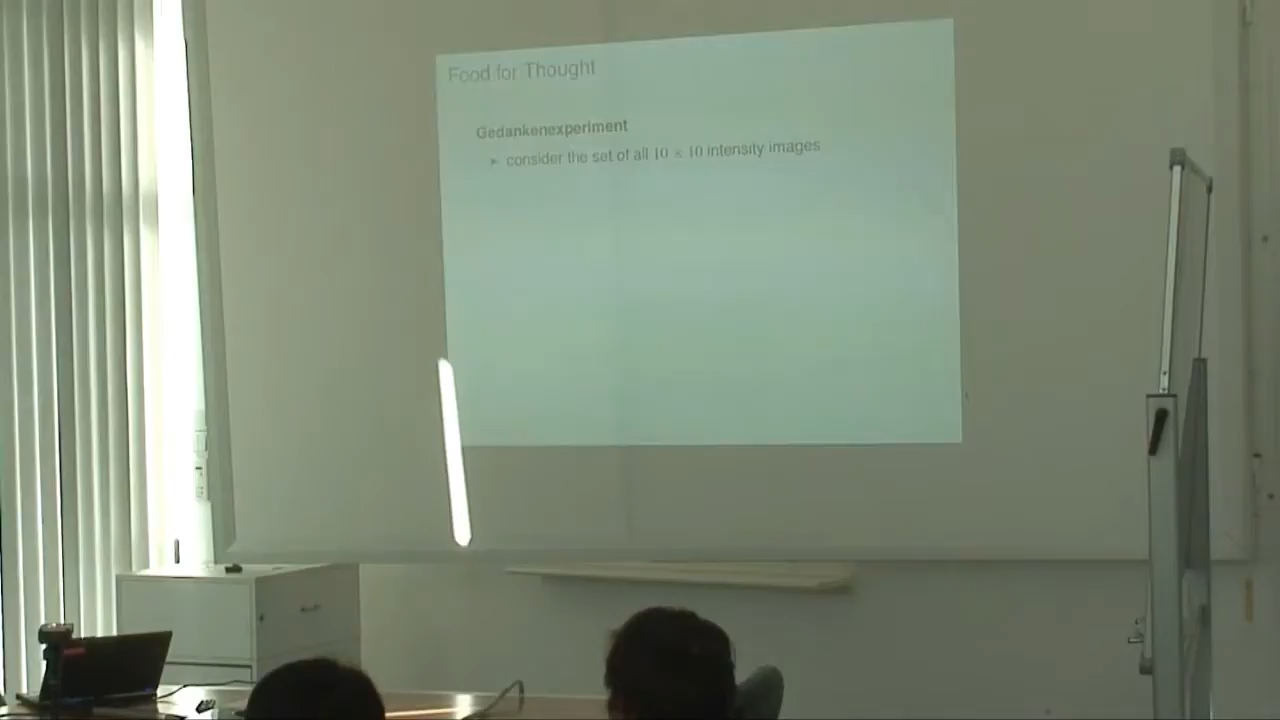 Food for Thought
Gedankenexperiment
► consider the set of all 10 × 10 intensity images